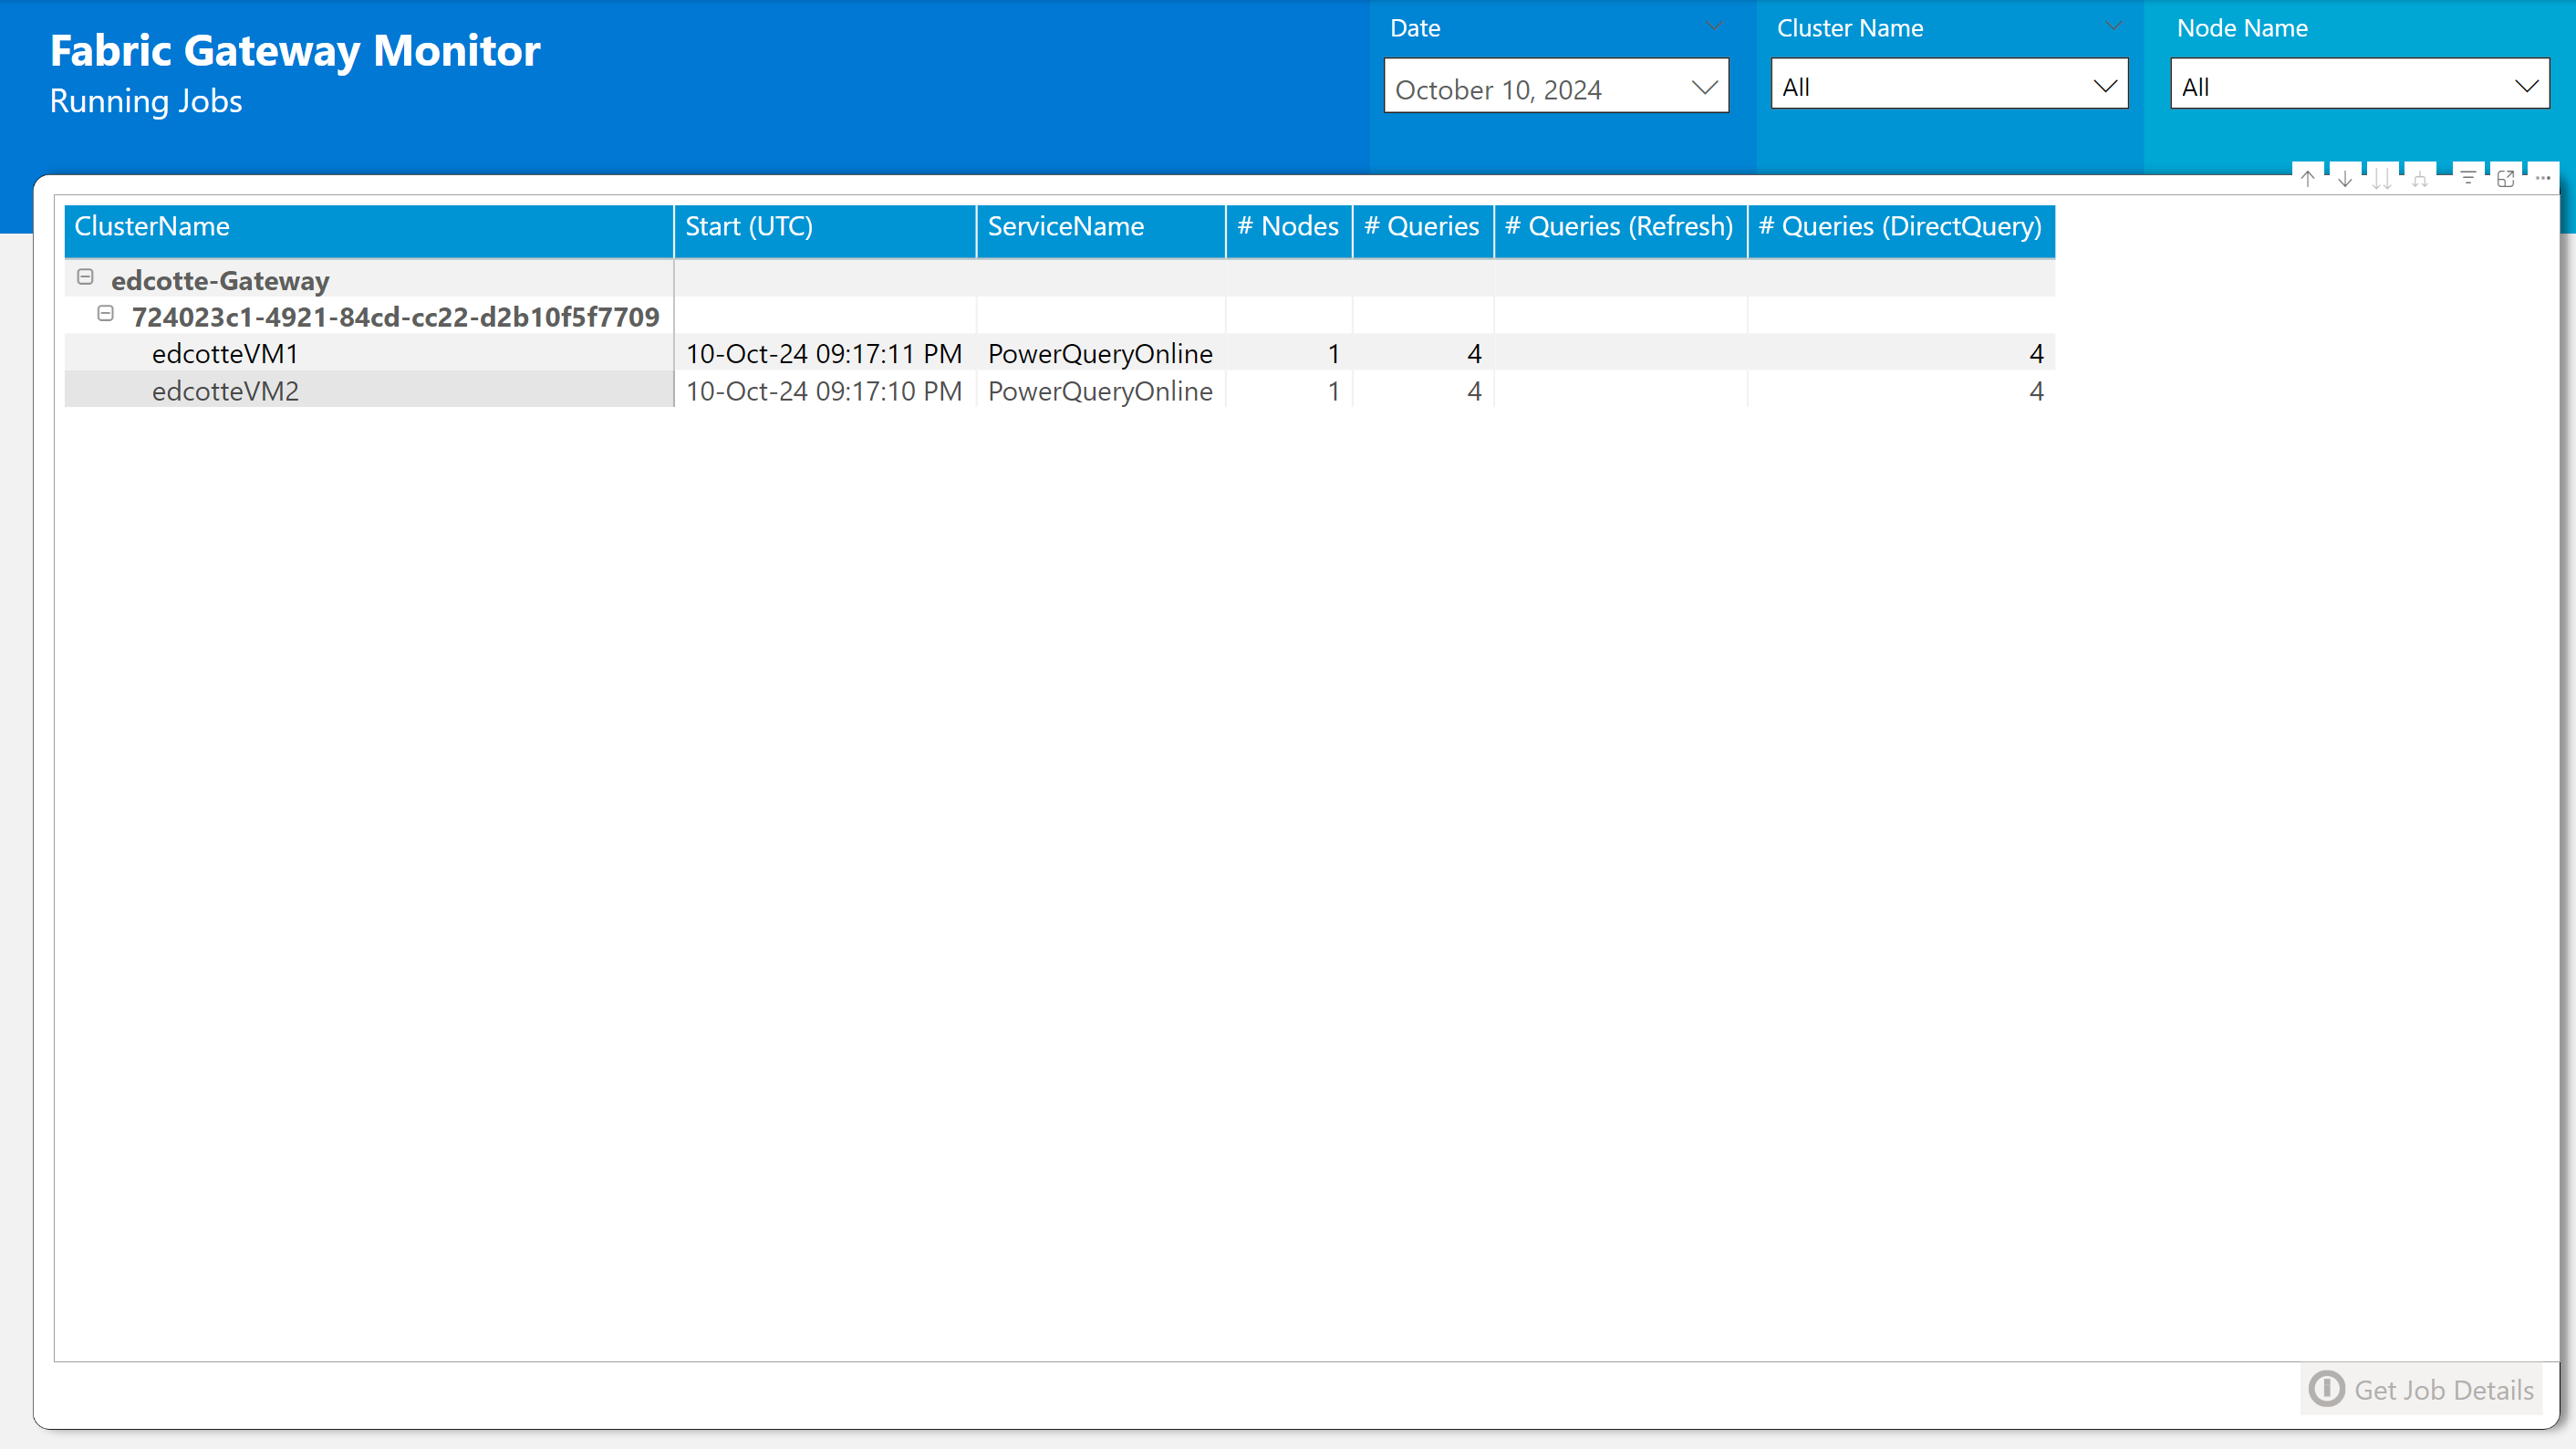 Fabric Gateway Monitor
Running Jobs
Date
October 10, 2024
Cluster Name
All
Node Name
All
ClusterName Start (UTC) ServiceName # Nodes # Queries # Queries (Refresh) # Queries (DirectQuery)
edcotte-Gateway
724023c1-4921-84cd-cc22-d2b10f5f7709
edcotteVM1 10-Oct-24 09:17:11 PM PowerQueryOnline 1 4 4
edcotteVM2 10-Oct-24 09:17:10 PM PowerQueryOnline 1 4 4
Get Job Details